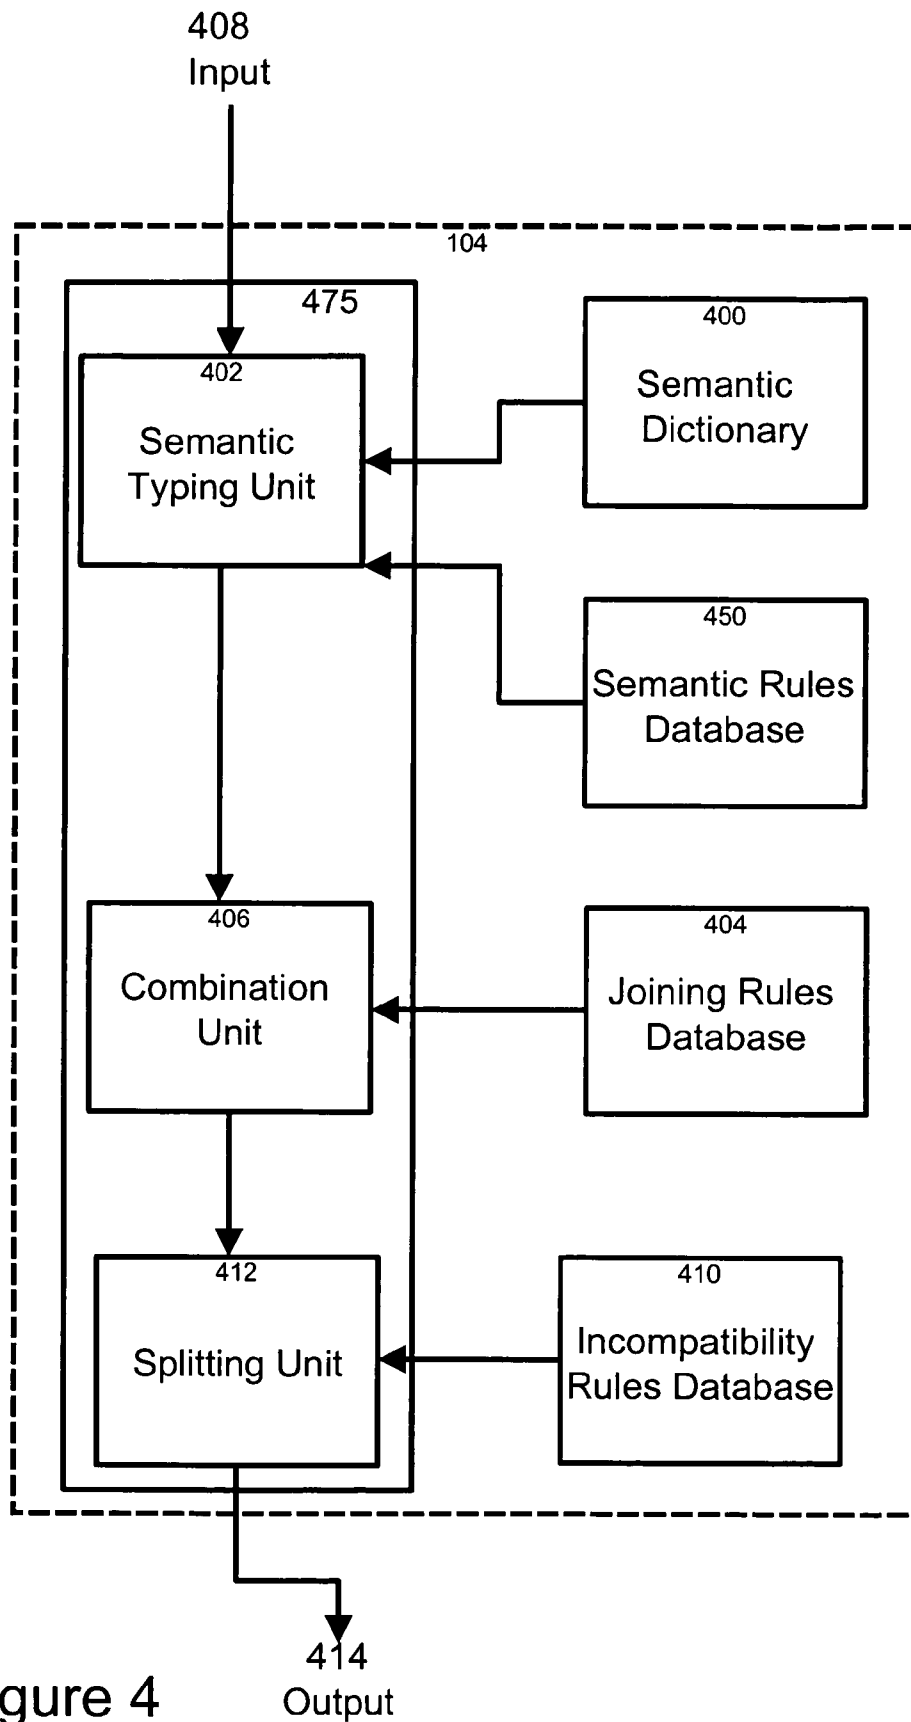 408
Input
104
475
402
Semantic
Typing Unit
400
Semantic
Dictionary
450
Semantic Rules
Database
406
Combination
Unit
404
Joining Rules
Database
412
Splitting Unit
410
Incompatibility
Rules Database
414
Output
gure 4